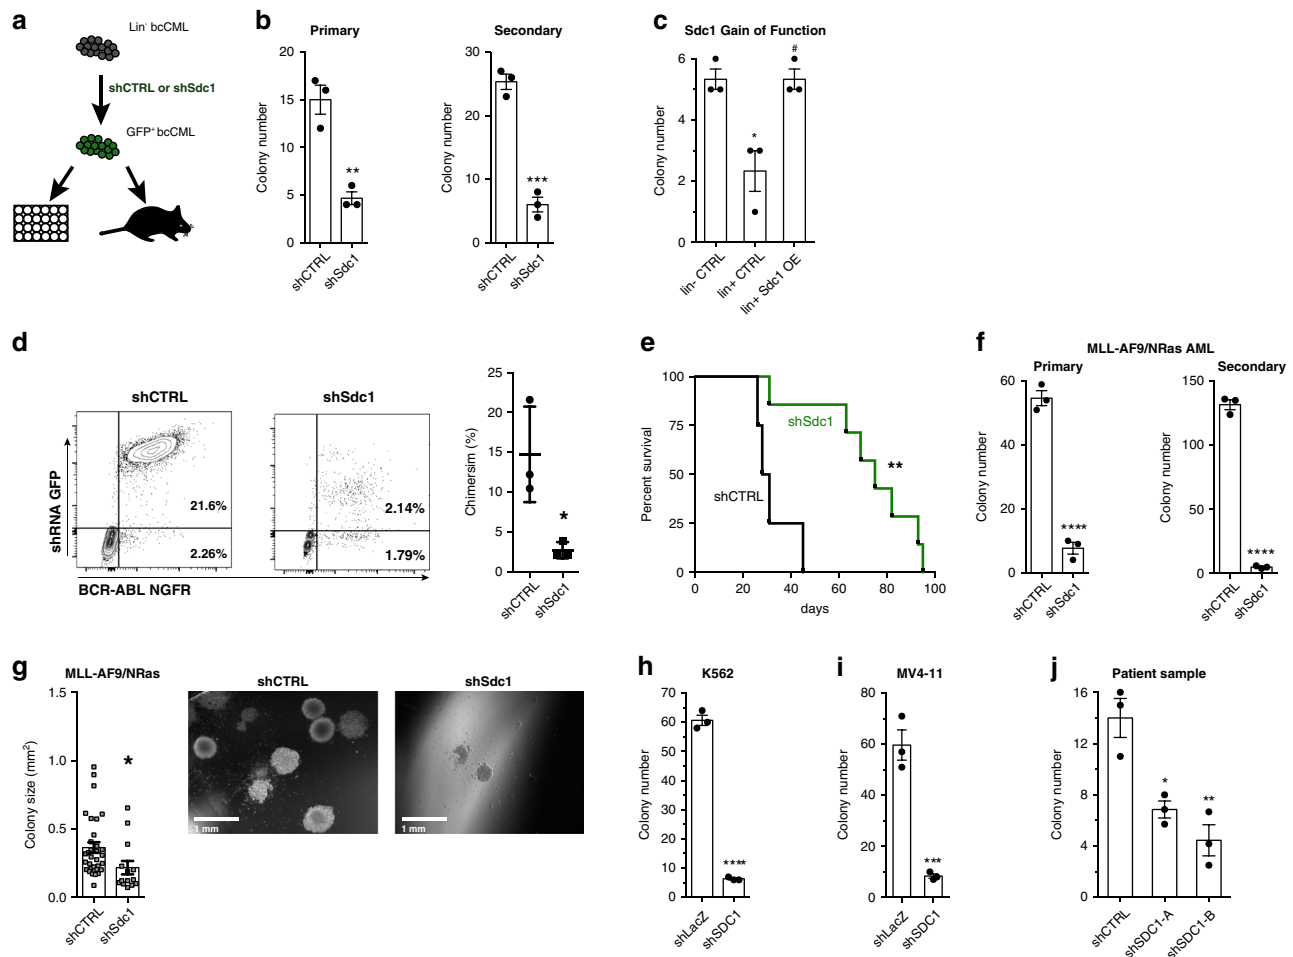 a
Lin⁻ bcCML
shCTRL or shSdc1
GFP⁺ bcCML
b
Primary
Colony number
20
15
10
5
0
**
shCTRL
shSdc1
Secondary
Colony number
30
20
10
0
***
shCTRL
shSdc1
c
Sdc1 Gain of Function
Colony number
6
4
2
0
*
#
lin- CTRL
lin+ CTRL
lin+ Sdc1 OE
d
shCTRL
shSdc1
shRNA GFP
21.6%
2.26%
2.14%
1.79%
BCR-ABL NGFR
Chimersim (%)
25
20
15
10
5
0
*
shCTRL
shSdc1
e
Percent survival
100
75
50
25
0
shSdc1
shCTRL
**
0
20
40
60
80
100
days
f
MLL-AF9/NRas AML
Primary
Colony number
60
40
20
0
****
shCTRL
shSdc1
Secondary
Colony number
150
100
50
0
****
shCTRL
shSdc1
g
MLL-AF9/NRas
Colony size (mm²)
1.5
1.0
0.5
0.0
*
shCTRL
shSdc1
shCTRL
1 mm
shSdc1
1 mm
h
K562
Colony number
70
60
50
40
30
20
10
0
****
shLacZ
shSDC1
i
MV4-11
Colony number
80
60
40
20
0
***
shLacZ
shSDC1
j
Patient sample
Colony number
16
12
8
4
0
*
**
shCTRL
shSDC1-A
shSDC1-B